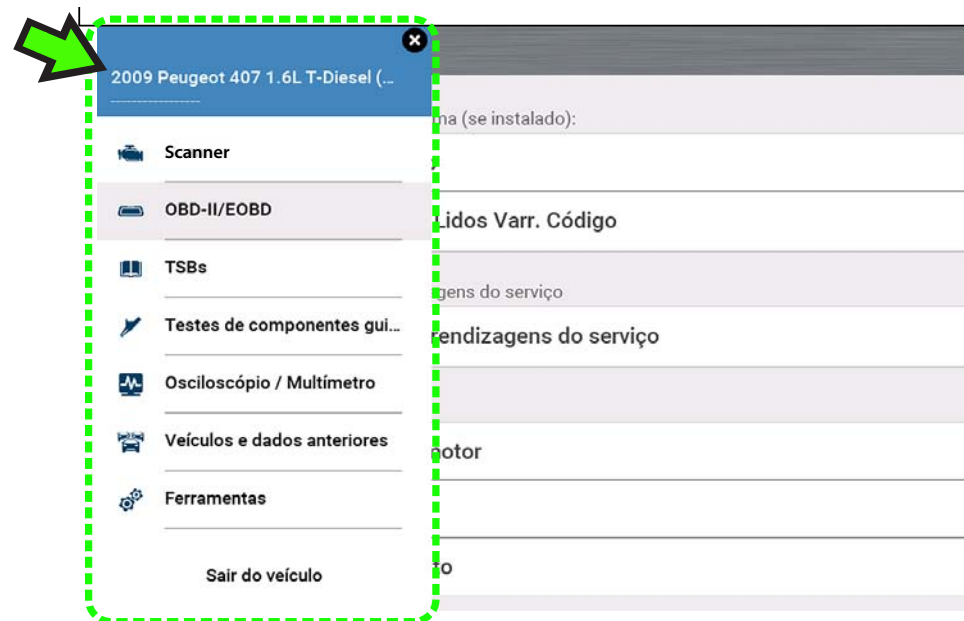 2009 Peugeot 407 1.6L T-Diesel (...
ma (se instalado):
Scanner
OBD-II/EOBD
Lidos Varr. Código
TSBs
gens do serviço
Testes de componentes gui...
rendizagens do serviço
Osciloscópio / Multímetro
Veículos e dados anteriores
motor
Ferramentas
Sair do veículo
to